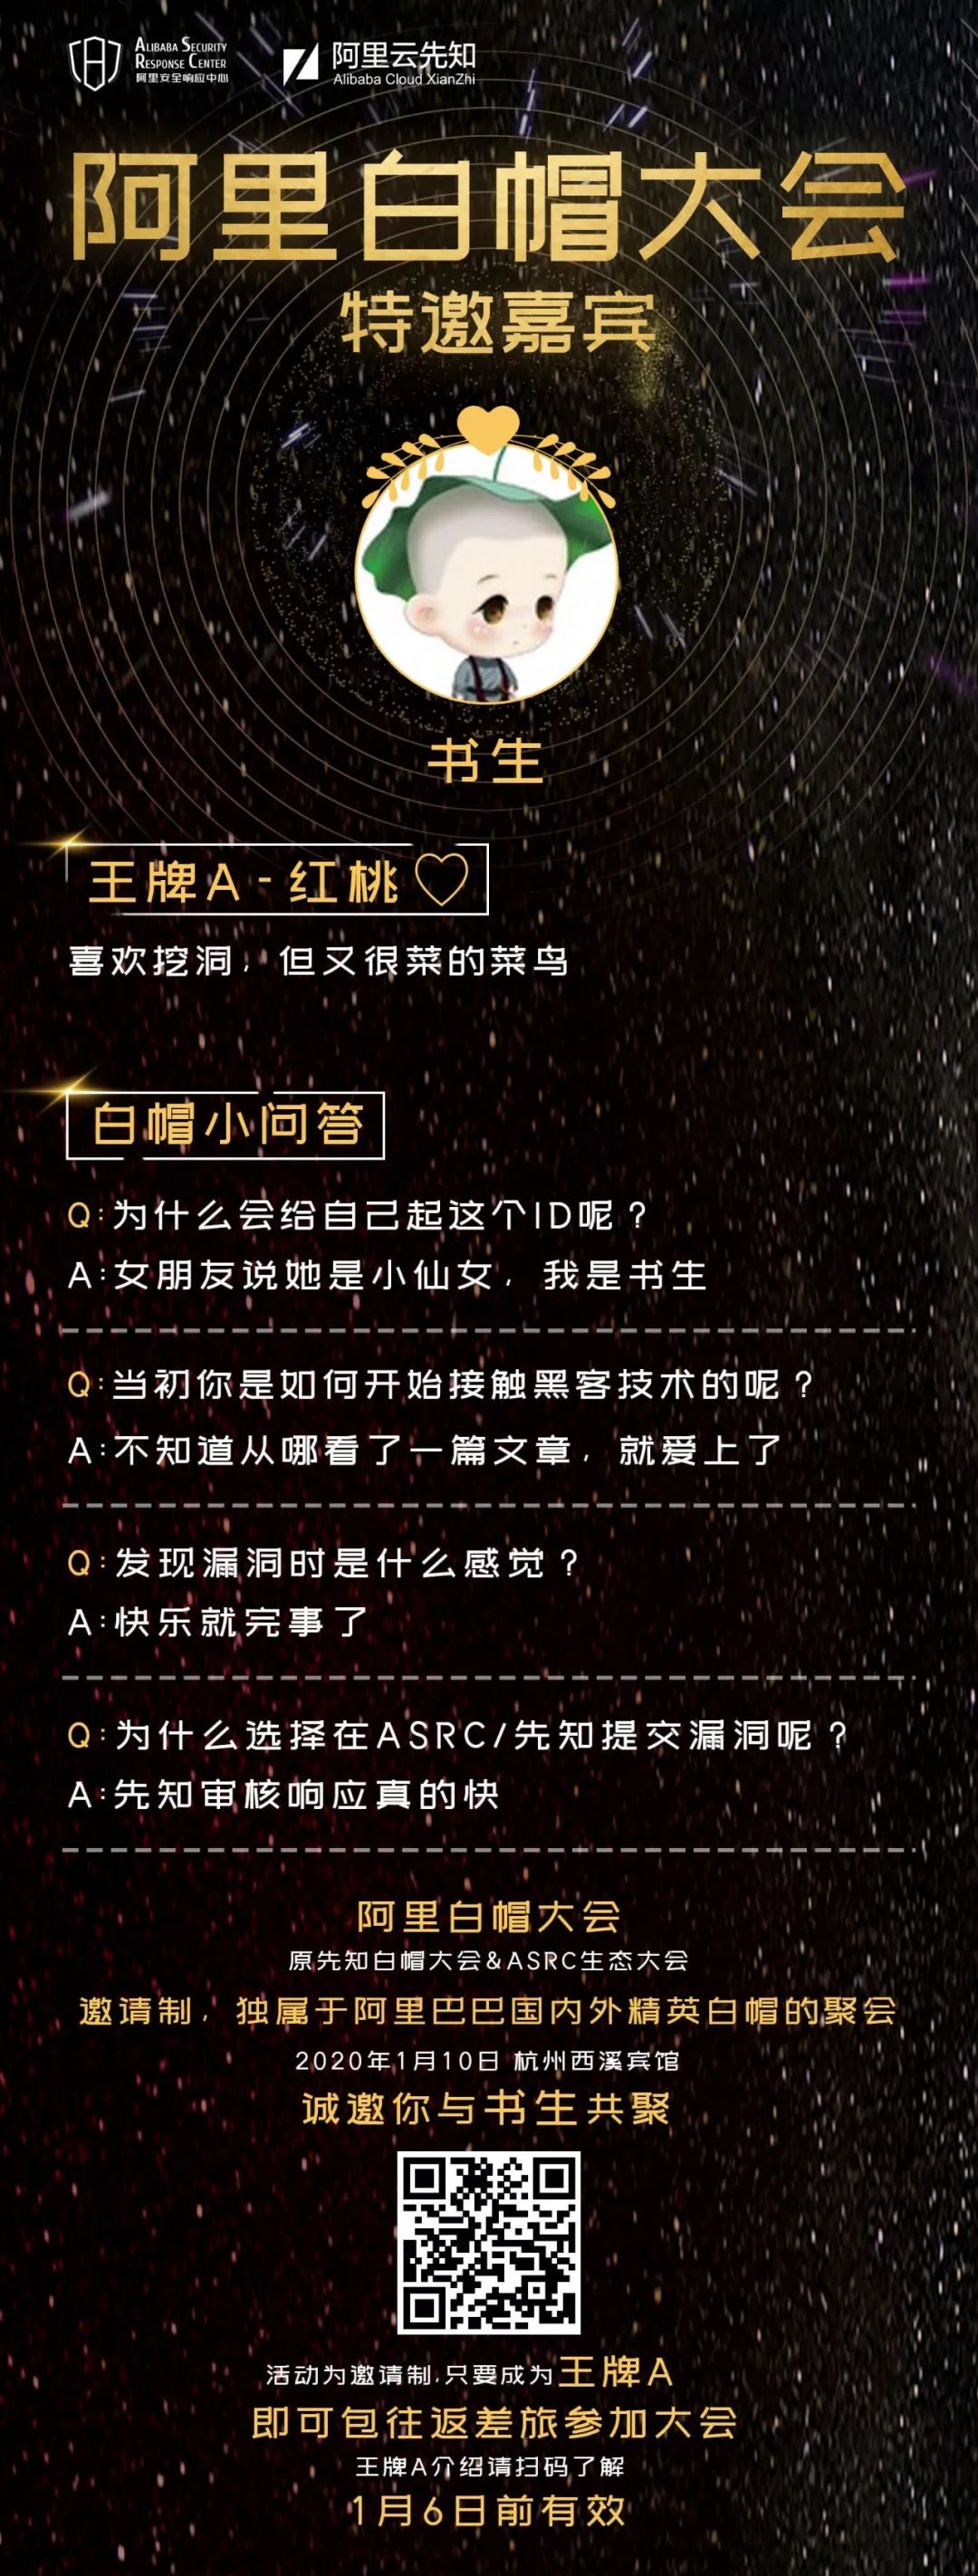 ALIBABA SECURITY
RESPONSE CENTER
阿里安全响应中心
阿里云先知
Alibaba Cloud XianZhi
阿里白帽大会
特邀嘉宾
书生
王牌A-红桃
喜欢挖洞，但又很菜的菜鸟
白帽小问答
Q:为什么会给自己起这个ID呢？
A:女朋友说她是小仙女，我是书生
Q:当初你是如何开始接触黑客技术的呢？
A:不知道从哪看了一篇文章，就爱上了
Q:发现漏洞时是什么感觉？
A:快乐就完事了
Q:为什么选择在ASRC/先知提交漏洞呢？
A:先知审核响应真的快
阿里白帽大会
原先知白帽大会&ASRC生态大会
邀请制，独属于阿里巴巴国内外精英白帽的聚会
2020年1月10日 杭州西溪宾馆
诚邀你与书生共聚
活动为邀请制,只要成为王牌A
即可包往返差旅参加大会
王牌A介绍请扫码了解
1月6日前有效